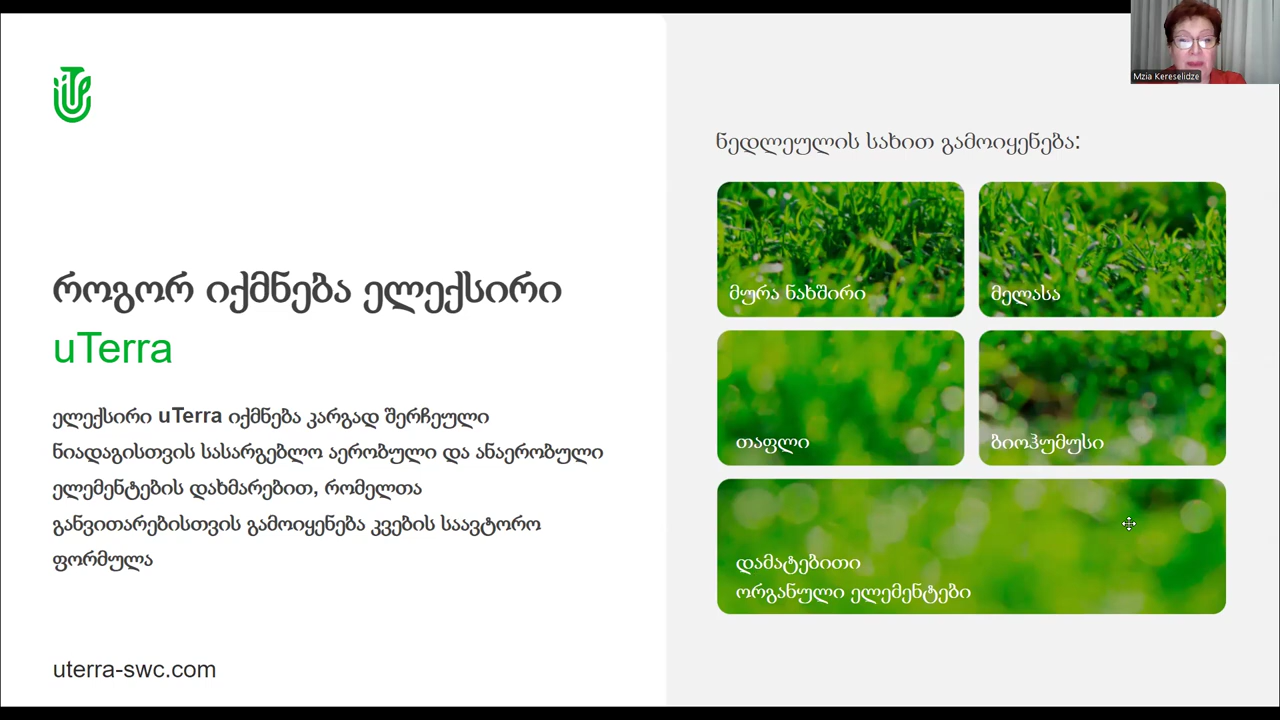 Mzia Kereselidze
როგორ იქმნება ელექსირი
uTerra
ელექსირი uTerra იქმნება კარგად შერჩეული
ნიადაგისთვის სასარგებლო აერობული და ანაერობული
ელემენტების დახმარებით, რომელთა
განვითარებისთვის გამოიყენება კვების საავტორო
ფორმულა
uterra-swc.com
ნედლეულის სახით გამოიყენება:
მურა ნახშირი
მელასა
თაფლი
ბიოჰუმუსი
დამატებითი
ორგანული ელემენტები